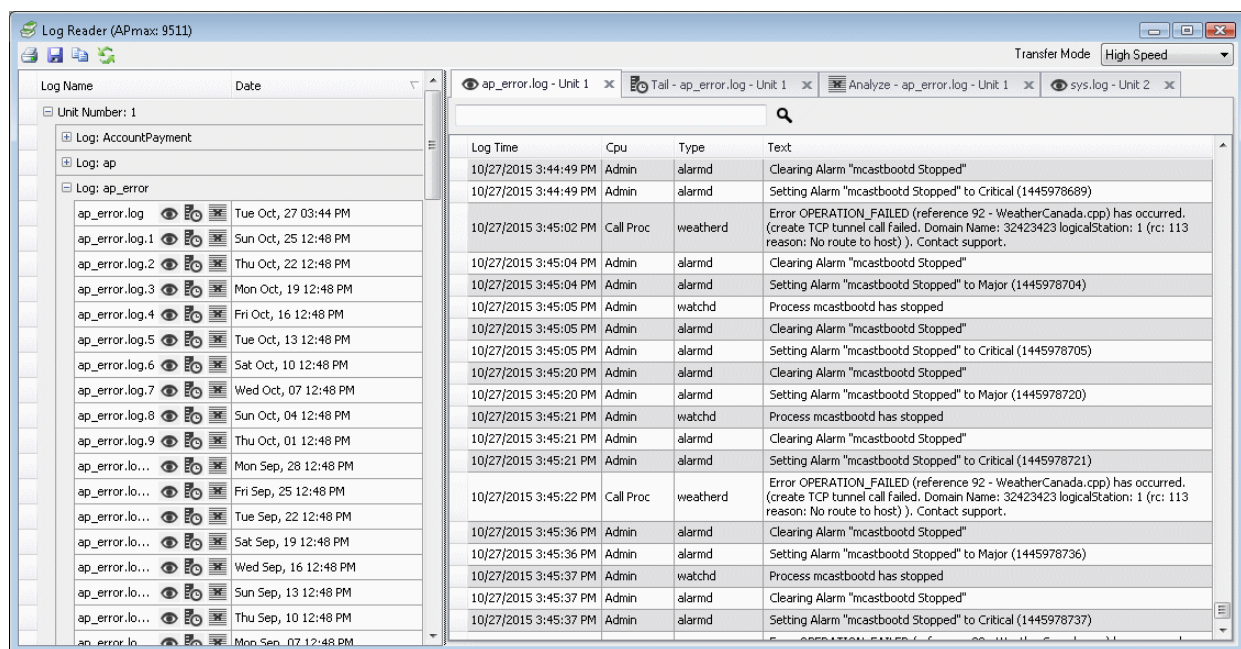 Log Reader (APmax: 9511)
Transfer Mode High Speed
Log Name Date
Unit Number: 1
Log: AccountPayment
Log: ap
Log: ap_error
ap_error.log Tue Oct, 27 03:44 PM
ap_error.log.1 Sun Oct, 25 12:48 PM
ap_error.log.2 Thu Oct, 22 12:48 PM
ap_error.log.3 Mon Oct, 19 12:48 PM
ap_error.log.4 Fri Oct, 16 12:48 PM
ap_error.log.5 Tue Oct, 13 12:48 PM
ap_error.log.6 Sat Oct, 10 12:48 PM
ap_error.log.7 Wed Oct, 07 12:48 PM
ap_error.log.8 Sun Oct, 04 12:48 PM
ap_error.log.9 Thu Oct, 01 12:48 PM
ap_error.lo... Mon Sep, 28 12:48 PM
ap_error.lo... Fri Sep, 25 12:48 PM
ap_error.lo... Tue Sep, 22 12:48 PM
ap_error.lo... Sat Sep, 19 12:48 PM
ap_error.lo... Wed Sep, 16 12:48 PM
ap_error.lo... Sun Sep, 13 12:48 PM
ap_error.lo... Thu Sep, 10 12:48 PM
ap_error.lo... Mon Sep, 07 12:48 PM
ap_error.log - Unit 1 x Tail - ap_error.log - Unit 1 x Analyze - ap_error.log - Unit 1 x sys.log - Unit 2 x
Log Time Cpu Type Text
10/27/2015 3:44:49 PM Admin alarmd Clearing Alarm "mcastbootd Stopped"
10/27/2015 3:44:49 PM Admin alarmd Setting Alarm "mcastbootd Stopped" to Critical (1445978689)
10/27/2015 3:45:02 PM Call Proc weatherd Error OPERATION_FAILED (reference 92 - WeatherCanada.cpp) has occurred.
(create TCP tunnel call failed. Domain Name: 32423423 logicalStation: 1 (rc: 113
reason: No route to host) ). Contact support.
10/27/2015 3:45:04 PM Admin alarmd Clearing Alarm "mcastbootd Stopped"
10/27/2015 3:45:04 PM Admin alarmd Setting Alarm "mcastbootd Stopped" to Major (1445978704)
10/27/2015 3:45:05 PM Admin watchd Process mcastbootd has stopped
10/27/2015 3:45:05 PM Admin alarmd Clearing Alarm "mcastbootd Stopped"
10/27/2015 3:45:05 PM Admin alarmd Setting Alarm "mcastbootd Stopped" to Critical (1445978705)
10/27/2015 3:45:20 PM Admin alarmd Clearing Alarm "mcastbootd Stopped"
10/27/2015 3:45:20 PM Admin alarmd Setting Alarm "mcastbootd Stopped" to Major (1445978720)
10/27/2015 3:45:21 PM Admin watchd Process mcastbootd has stopped
10/27/2015 3:45:21 PM Admin alarmd Clearing Alarm "mcastbootd Stopped"
10/27/2015 3:45:21 PM Admin alarmd Setting Alarm "mcastbootd Stopped" to Critical (1445978721)
10/27/2015 3:45:22 PM Call Proc weatherd Error OPERATION_FAILED (reference 92 - WeatherCanada.cpp) has occurred.
(create TCP tunnel call failed. Domain Name: 32423423 logicalStation: 1 (rc: 113
reason: No route to host) ). Contact support.
10/27/2015 3:45:36 PM Admin alarmd Clearing Alarm "mcastbootd Stopped"
10/27/2015 3:45:36 PM Admin alarmd Setting Alarm "mcastbootd Stopped" to Major (1445978736)
10/27/2015 3:45:37 PM Admin watchd Process mcastbootd has stopped
10/27/2015 3:45:37 PM Admin alarmd Clearing Alarm "mcastbootd Stopped"
10/27/2015 3:45:37 PM Admin alarmd Setting Alarm "mcastbootd Stopped" to Critical (1445978737)